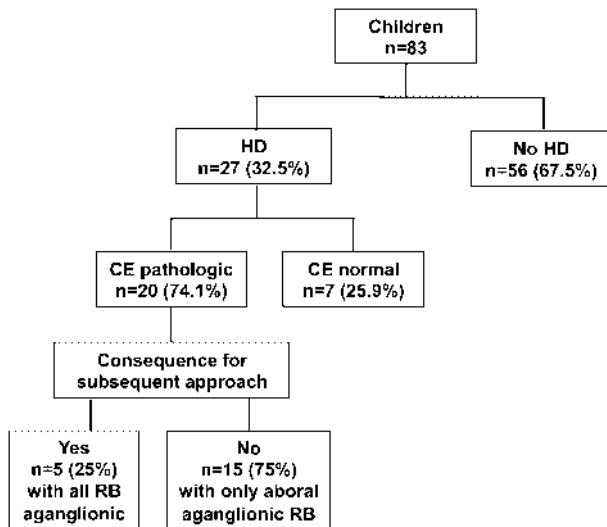 Children
n=83
HD
n=27 (32.5%)
No HD
n=56 (67.5%)
CE pathologic
n=20 (74.1%)
CE normal
n=7 (25.9%)
Consequence for
subsequent approach
Yes
n=5 (25%)
with all RB
aganglionic
No
n=15 (75%)
with only aboral
aganglionic RB